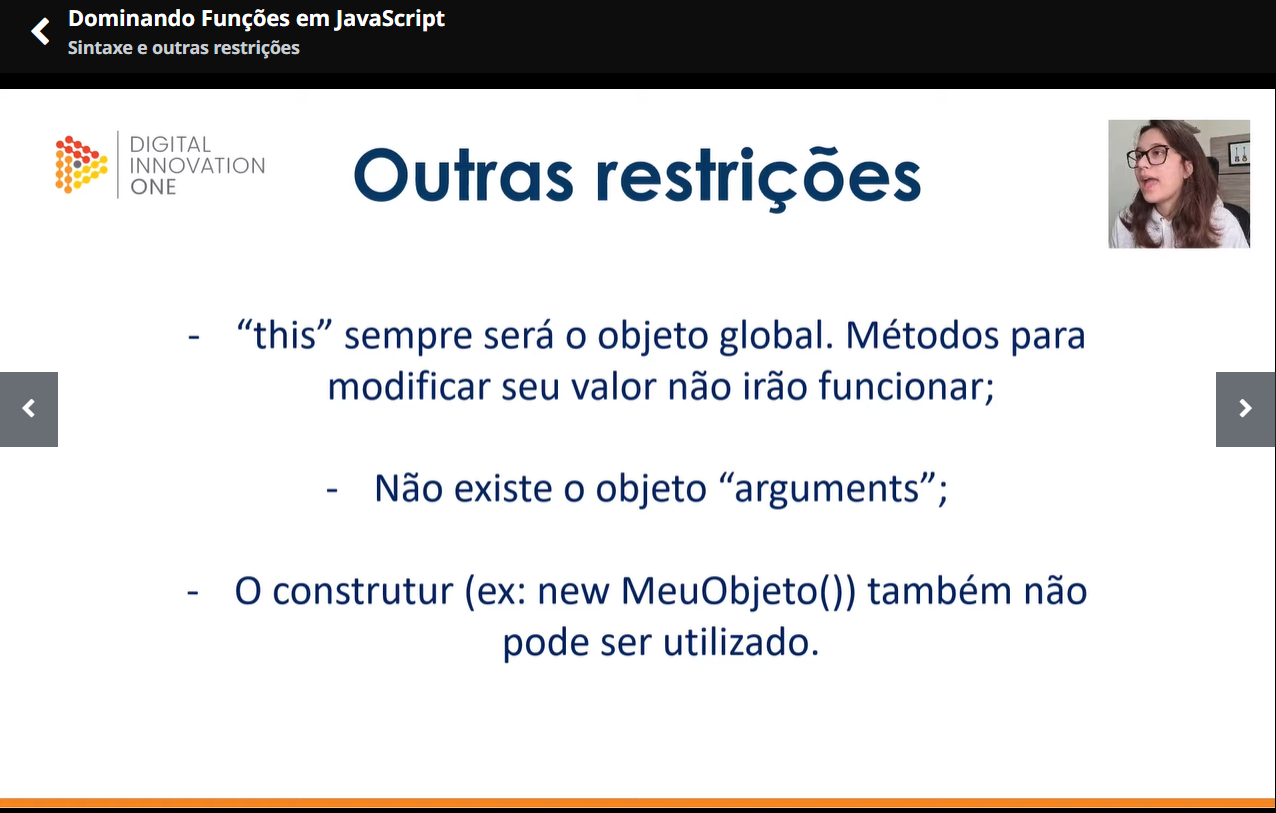 Dominando Funções em JavaScript
Sintaxe e outras restrições
DIGITAL
INNOVATION
ONE
Outras restrições
- “this” sempre será o objeto global. Métodos para
modificar seu valor não irão funcionar;
- Não existe o objeto “arguments”;
- O construtur (ex: new MeuObjeto()) também não
pode ser utilizado.